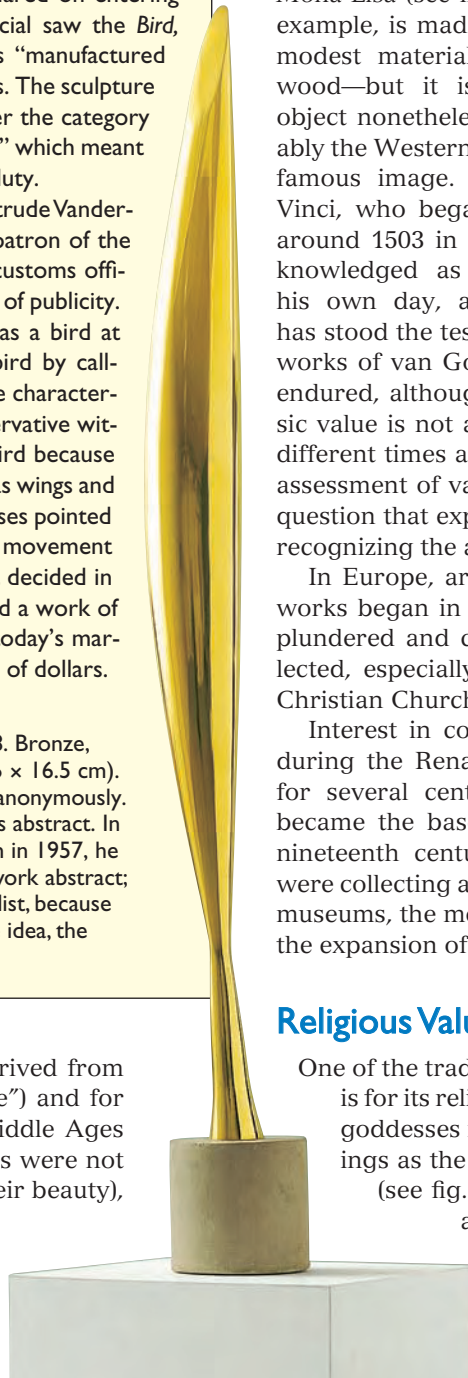 ared on entering
cial saw the Bird,
s “manufactured
s. The sculpture
er the category
” which meant
luty.
trude Vander-
patron of the
customs offi-
of publicity.
as a bird at
bird by call-
e character-
ervative wit-
ird because
as wings and
ses pointed
movement
decided in
d a work of
today’s mar-
of dollars.
3. Bronze,
× 16.5 cm).
anonymously.
s abstract. In
n in 1957, he
work abstract;
list, because
idea, the
rived from
e”) and for
iddle Ages
s were not
eir beauty),
Mona Lisa (see
example, is mad
modest material
wood—but it is
object nonethele
ably the Western
famous image.
Vinci, who bega
around 1503 in
knowledged as
his own day, a
has stood the tes
works of van Go
endured, althoug
sic value is not a
different times a
assessment of va
question that exp
recognizing the a
In Europe, ar
works began in
plundered and c
lected, especially
Christian Church
Interest in co
during the Rena
for several cent
became the bas
nineteenth centu
were collecting a
museums, the mo
the expansion of
Religious Valu
One of the trad
is for its reli
goddesses
ings as the
(see fig.
a